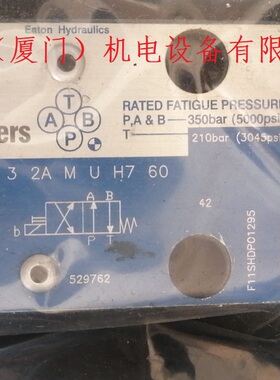 （厦门）机电设备有限
Eaton Hydraulics
T
A B
P
RATED FATIGUE PRESSURE
P,A & B—350bar (5000psi
T— 210bar (3045psi
ers
3 2A M U H7 60
A B
b
P T
42
529762
F11SHDP01295